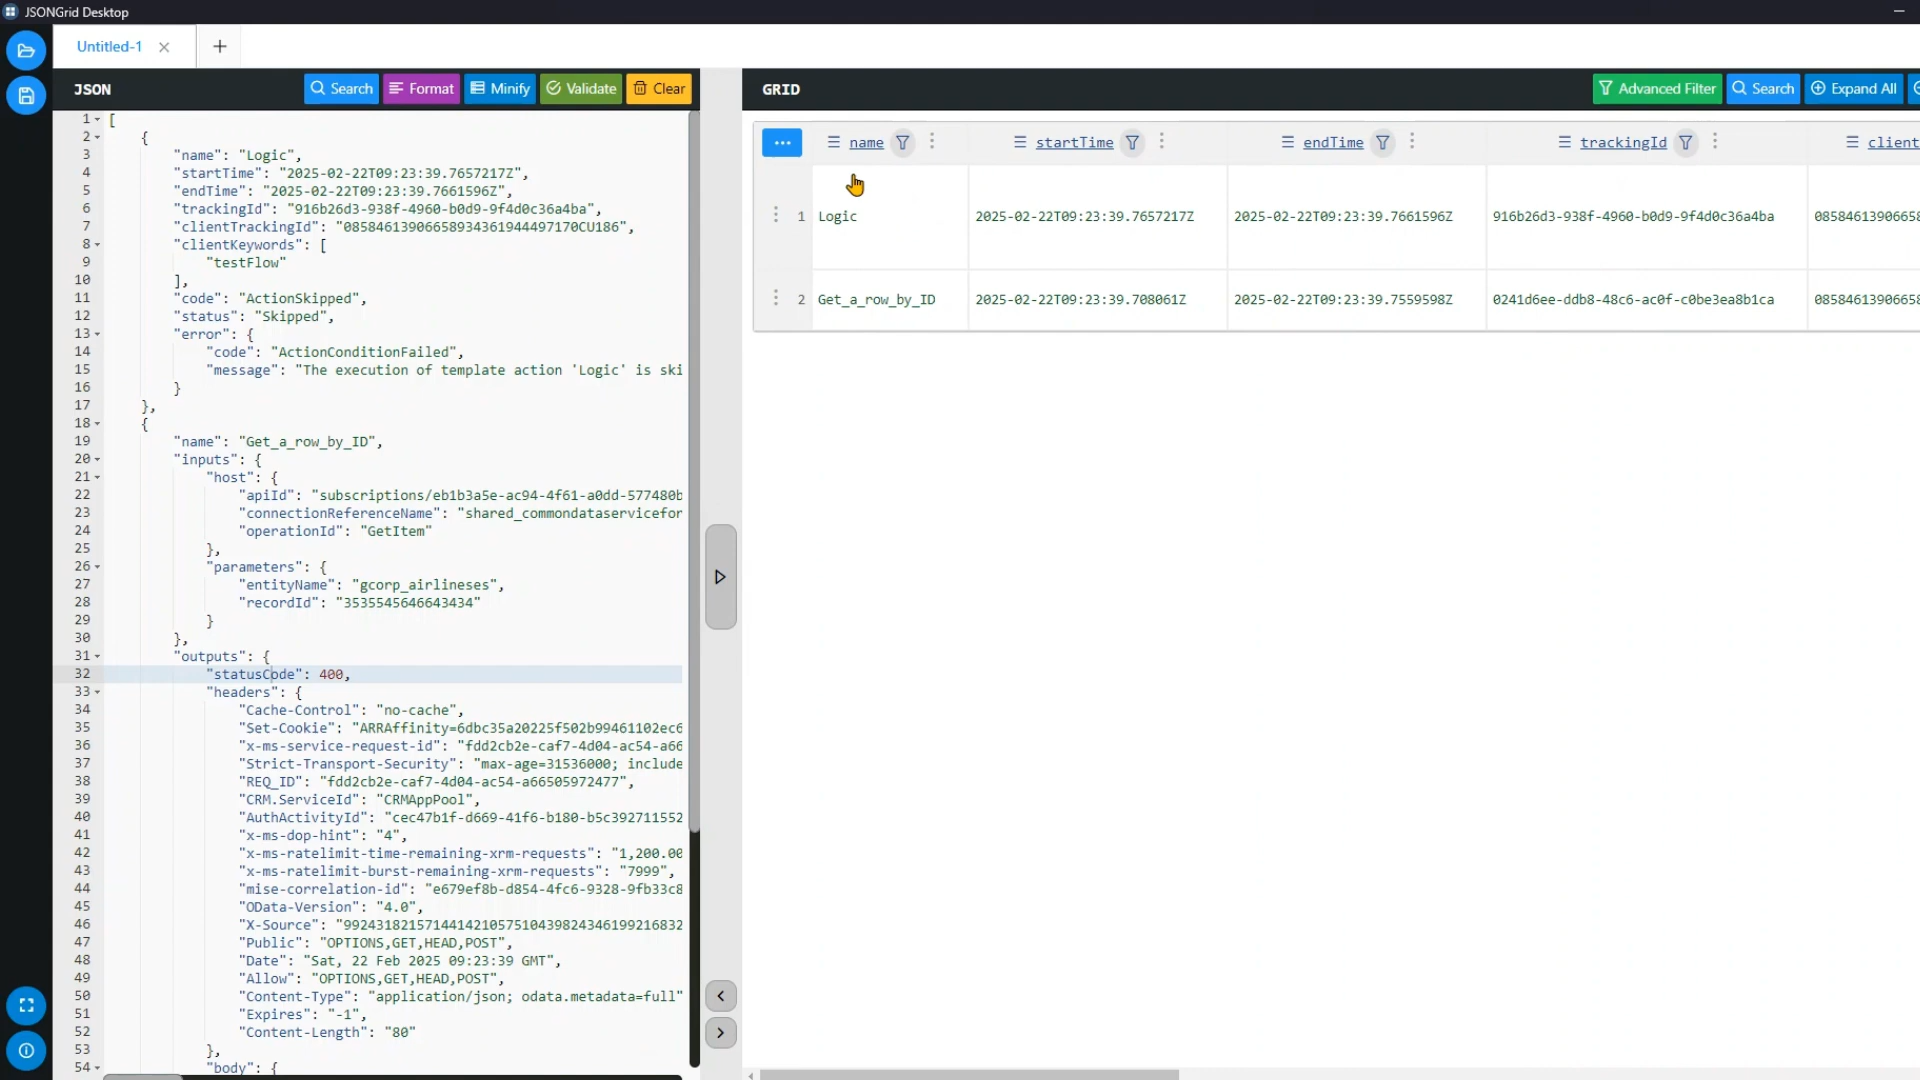 JSONGrid Desktop
Untitled-1
JSON
Search
Format
Minify
Validate
Clear
1 [
2 {
3 "name": "Logic",
4 "startTime": "2025-02-22T09:23:39.7657217Z",
5 "endTime": "2025-02-22T09:23:39.7661596Z",
6 "trackingId": "916b26d3-938f-4960-b0d9-9f4d0c36a4ba",
7 "clientTrackingId": "08584613906658934361944497170CU186",
8 "clientKeywords": [
9 "testFlow"
10 ],
11 "code": "ActionSkipped",
12 "status": "Skipped",
13 "error": {
14 "code": "ActionConditionFailed",
15 "message": "The execution of template action 'Logic' is ski
16 }
17 },
18 {
19 "name": "Get_a_row_by_ID",
20 "inputs": {
21 "host": {
22 "apiId": "subscriptions/eb1b3a5e-ac94-4f61-a0dd-577480b
23 "connectionReferenceName": "shared_commondataservicefor
24 "operationId": "GetItem"
25 },
26 "parameters": {
27 "entityName": "gcorp_airlineses",
28 "recordId": "3535545646643434"
29 }
30 },
31 "outputs": {
32 "statusCode": 400,
33 "headers": {
34 "Cache-Control": "no-cache",
35 "Set-Cookie": "ARRAffinity=6dbc35a20225f502b99461102ec6
36 "x-ms-service-request-id": "fdd2cb2e-caf7-4d04-ac54-a66
37 "Strict-Transport-Security": "max-age=31536000; include
38 "REQ_ID": "fdd2cb2e-caf7-4d04-ac54-a66505972477",
39 "CRM.ServiceId": "CRMAppPool",
40 "AuthActivityId": "cec47b1f-d669-41f6-b180-b5c392711552
41 "x-ms-dop-hint": "4",
42 "x-ms-ratelimit-time-remaining-xrm-requests": "1,200.00
43 "x-ms-ratelimit-burst-remaining-xrm-requests": "7999",
44 "mise-correlation-id": "e679ef8b-d854-4fc6-9328-9fb33c8
45 "OData-Version": "4.0",
46 "X-Source": "992431821571441421057510439824346199216832
47 "Public": "OPTIONS,GET,HEAD,POST",
48 "Date": "Sat, 22 Feb 2025 09:23:39 GMT",
49 "Allow": "OPTIONS,GET,HEAD,POST",
50 "Content-Type": "application/json; odata.metadata=full"
51 "Expires": "-1",
52 "Content-Length": "80"
53 },
54 "body": {
GRID
Advanced Filter
Search
Expand All
name startTime endTime trackingId client
1 Logic 2025-02-22T09:23:39.7657217Z 2025-02-22T09:23:39.7661596Z 916b26d3-938f-4960-b0d9-9f4d0c36a4ba 0858461390665
2 Get_a_row_by_ID 2025-02-22T09:23:39.708061Z 2025-02-22T09:23:39.7559598Z 0241d6ee-ddb8-48c6-ac0f-c0be3ea8b1ca 0858461390665